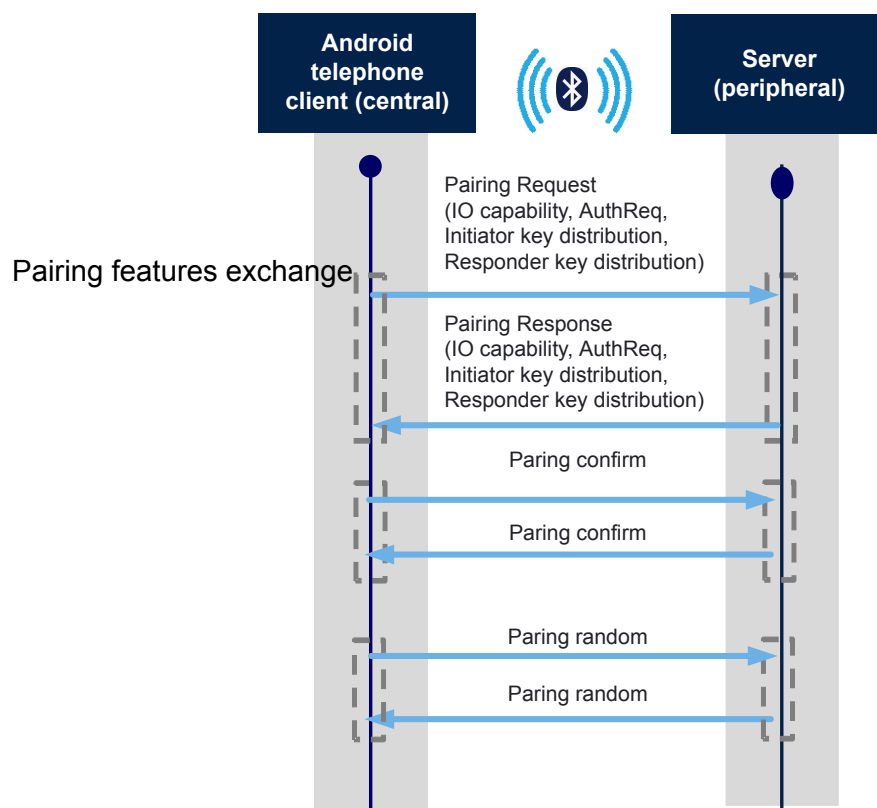 Android
telephone
client (central)
Server
(peripheral)
Pairing Request
(IO capability, AuthReq,
Initiator key distribution,
Responder key distribution)
Pairing features exchange
Pairing Response
(IO capability, AuthReq,
Initiator key distribution,
Responder key distribution)
Paring confirm
Paring confirm
Paring random
Paring random